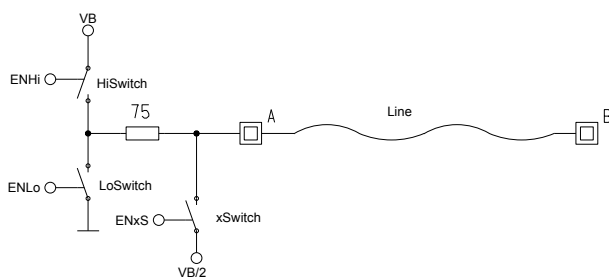 VB
ENHi
HiSwitch
75
A
Line
B
ENLo
LoSwitch
ENxS
xSwitch
VB/2